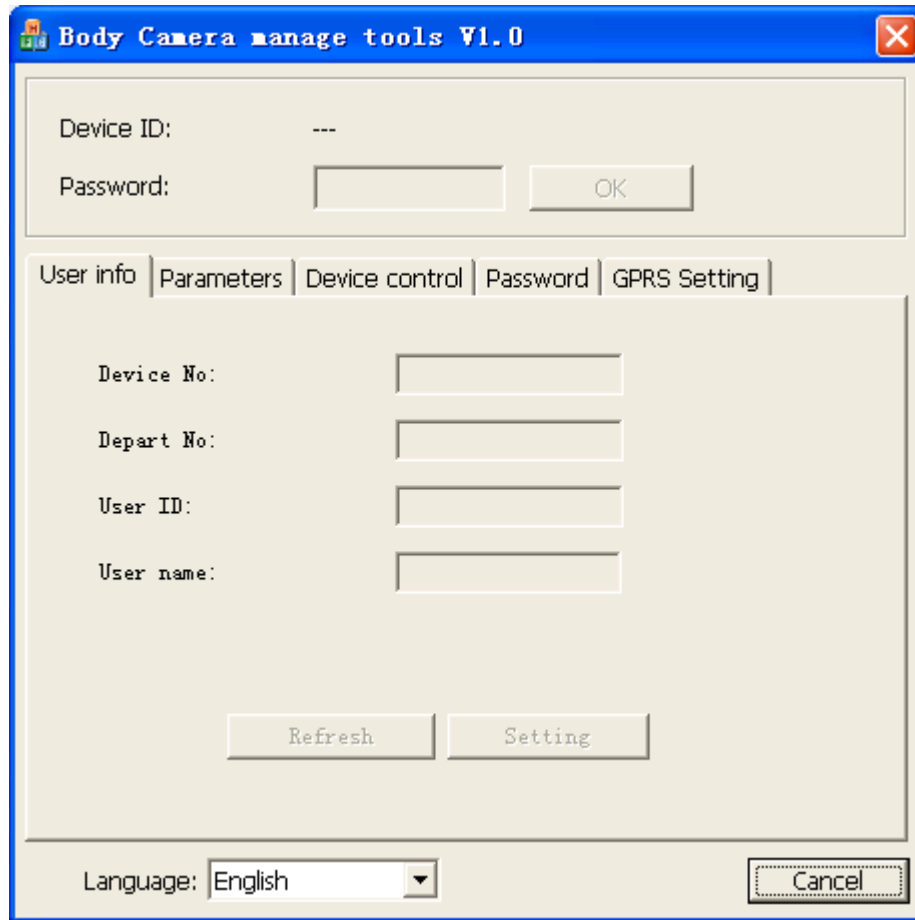 Body Camera manage tools V1.0
Device ID: ---
Password: OK
User info Parameters Device control Password GPRS Setting
Device No:
Depart No:
User ID:
User name:
Refresh Setting
Language: English Cancel